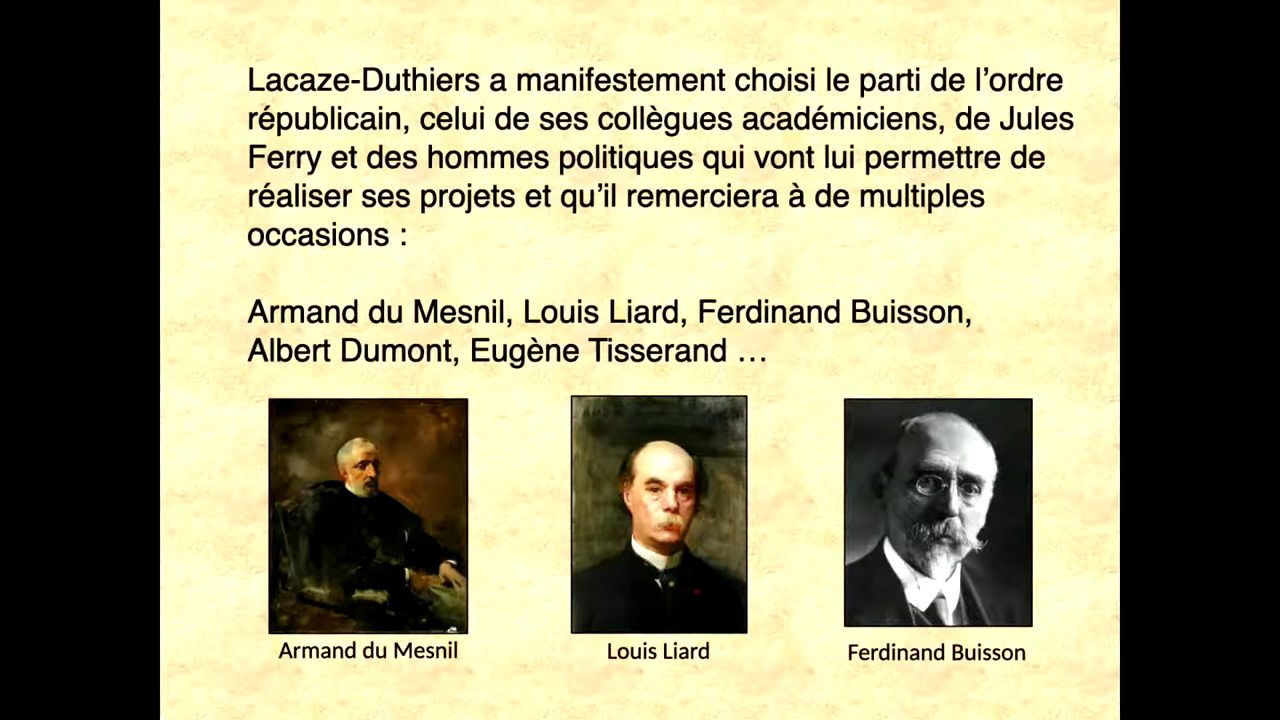 Lacaze-Duthiers a manifestement choisi le parti de l’ordre
républicain, celui de ses collègues académiciens, de Jules
Ferry et des hommes politiques qui vont lui permettre de
réaliser ses projets et qu’il remerciera à de multiples
occasions :
Armand du Mesnil, Louis Liard, Ferdinand Buisson,
Albert Dumont, Eugène Tisserand …
Armand du Mesnil
Louis Liard
Ferdinand Buisson